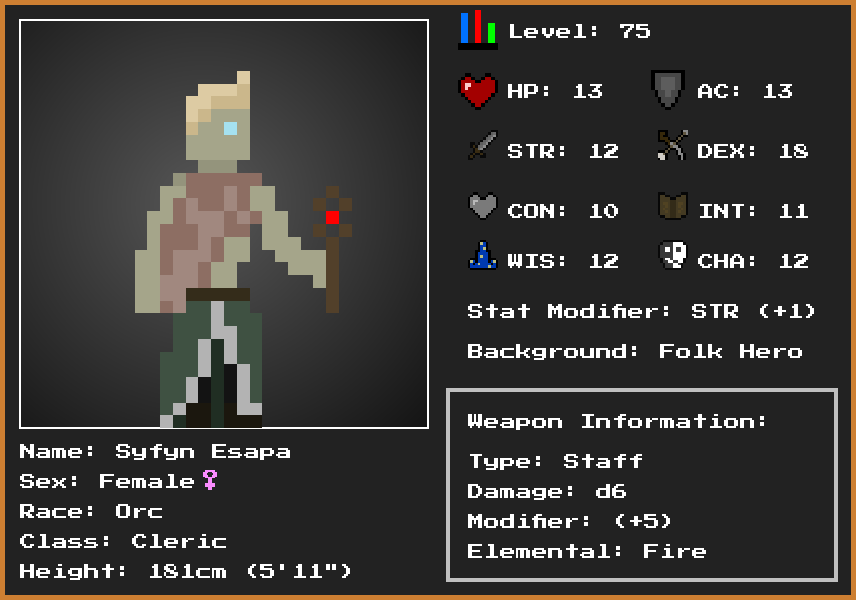 Level: 75
HP: 13 AC: 13
STR: 12 DEX: 18
CON: 10 INT: 11
WIS: 12 CHA: 12
Stat Modifier: STR (+1)
Background: Folk Hero
Weapon Information:
Type: Staff
Damage: d6
Modifier: (+5)
Elemental: Fire
Name: Syfyn Esapa
Sex: Female♀
Race: Orc
Class: Cleric
Height: 181cm (5'11")